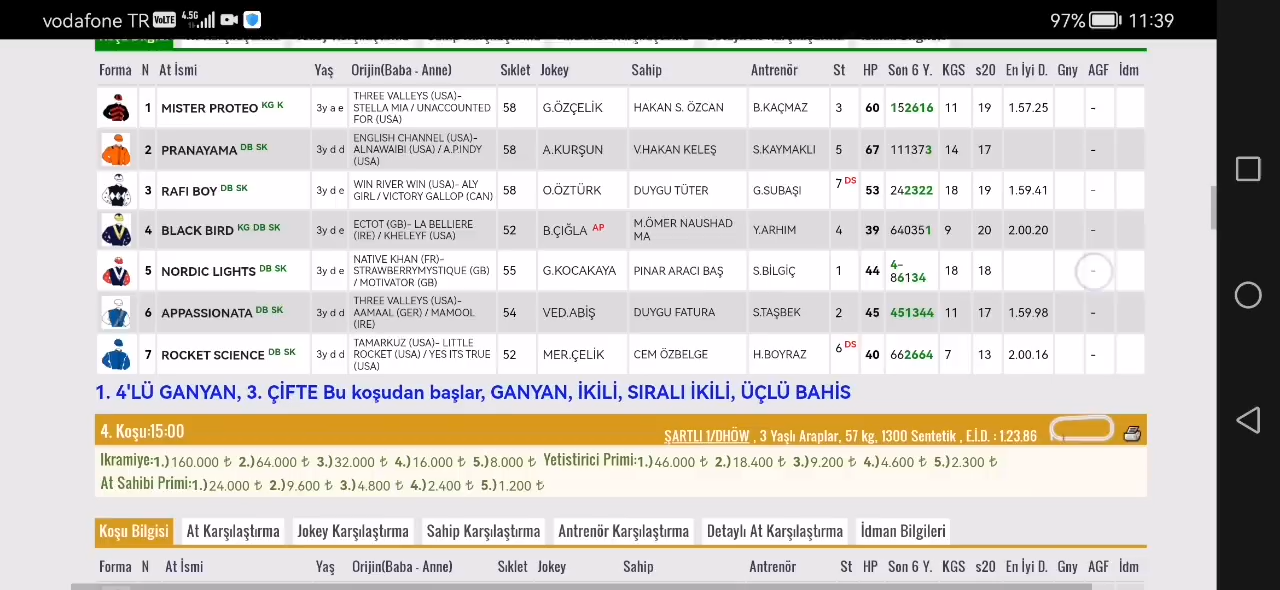 vodafone TR VoLTE 4.5G 97% 11:39
Forma N At İsmi Yaş Orijin(Baba - Anne) Sıklet Jokey Sahip Antrenör St HP Son 6 Y. KGS s20 En İyi D. Gny AGF İdm
1 MISTER PROTEO KG K 3y a e THREE VALLEYS (USA)- STELLA MIA / UNACCOUNTED FOR (USA) 58 G.ÖZÇELİK HAKAN S. ÖZCAN B.KAÇMAZ 3 60 152616 11 19 1.57.25 -
2 PRANAYAMA DB SK 3y d d ENGLISH CHANNEL (USA)- ALNAWAIBI (USA) / A.P.INDY (USA) 58 A.KURŞUN V.HAKAN KELEŞ S.KAYMAKLI 5 67 111373 14 17 -
3 RAFI BOY DB SK 3y d e WIN RIVER WIN (USA)- ALY GIRL / VICTORY GALLOP (CAN) 58 O.ÖZTÜRK DUYGU TÜTER G.SUBAŞI 7 DS 53 242322 18 19 1.59.41 -
4 BLACK BIRD KG DB SK 3y d e ECTOT (GB)- LA BELLIERE (IRE) / KHELEYF (USA) 52 B.ÇIĞLA AP M.ÖMER NAUSHAD MA Y.ARHIM 4 39 640351 9 20 2.00.20 -
5 NORDIC LIGHTS DB SK 3y d e NATIVE KHAN (FR)- STRAWBERRYMYSTIQUE (GB) / MOTIVATOR (GB) 55 G.KOCAKAYA PINAR ARACI BAŞ S.BİLGİÇ 1 44 4-86134 18 18 -
6 APPASSIONATA DB SK 3y d d THREE VALLEYS (USA)- AAMAAL (GER) / MAMOOL (IRE) 54 VED.ABİŞ DUYGU FATURA S.TAŞBEK 2 45 451344 11 17 1.59.98 -
7 ROCKET SCIENCE DB SK 3y d d TAMARKUZ (USA)- LITTLE ROCKET (USA) / YES ITS TRUE (USA) 52 MER.ÇELİK CEM ÖZBELGE H.BOYRAZ 6 DS 40 662664 7 13 2.00.16 -
1. 4'LÜ GANYAN, 3. ÇİFTE Bu koşudan başlar, GANYAN, İKİLİ, SIRALI İKİLİ, ÜÇLÜ BAHİS
4. Koşu:15:00 ŞARTLI 1/DHÖW , 3 Yaşlı Araplar, 57 kg, 1300 Sentetik , E.İ.D. : 1.23.86
Ikramiye:1.)160.000 ₺ 2.)64.000 ₺ 3.)32.000 ₺ 4.)16.000 ₺ 5.)8.000 ₺ Yetistirici Primi:1.)46.000 ₺ 2.)18.400 ₺ 3.)9.200 ₺ 4.)4.600 ₺ 5.)2.300 ₺
At Sahibi Primi:1.)24.000 ₺ 2.)9.600 ₺ 3.)4.800 ₺ 4.)2.400 ₺ 5.)1.200 ₺
Koşu Bilgisi At Karşılaştırma Jokey Karşılaştırma Sahip Karşılaştırma Antrenör Karşılaştırma Detaylı At Karşılaştırma İdman Bilgileri
Forma N At İsmi Yaş Orijin(Baba - Anne) Sıklet Jokey Sahip Antrenör St HP Son 6 Y. KGS s20 En İyi D. Gny AGF İdm